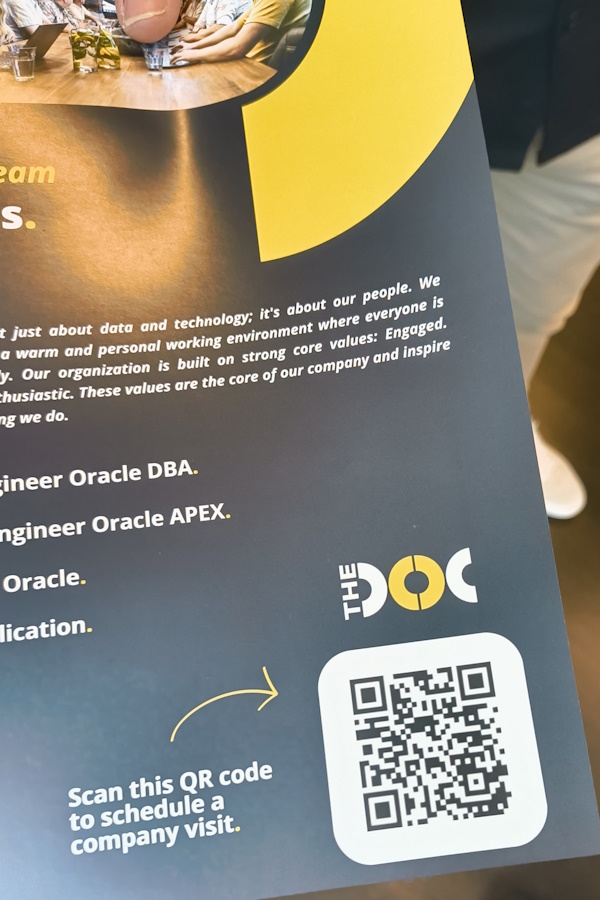 eam
s.
t just about data and technology; it's about our people. We
a warm and personal working environment where everyone is
y. Our organization is built on strong core values: Engaged.
thusiastic. These values are the core of our company and inspire
ng we do.
gineer Oracle DBA.
ngineer Oracle APEX.
Oracle.
lication.
THE DOC
Scan this QR code
to schedule a
company visit.